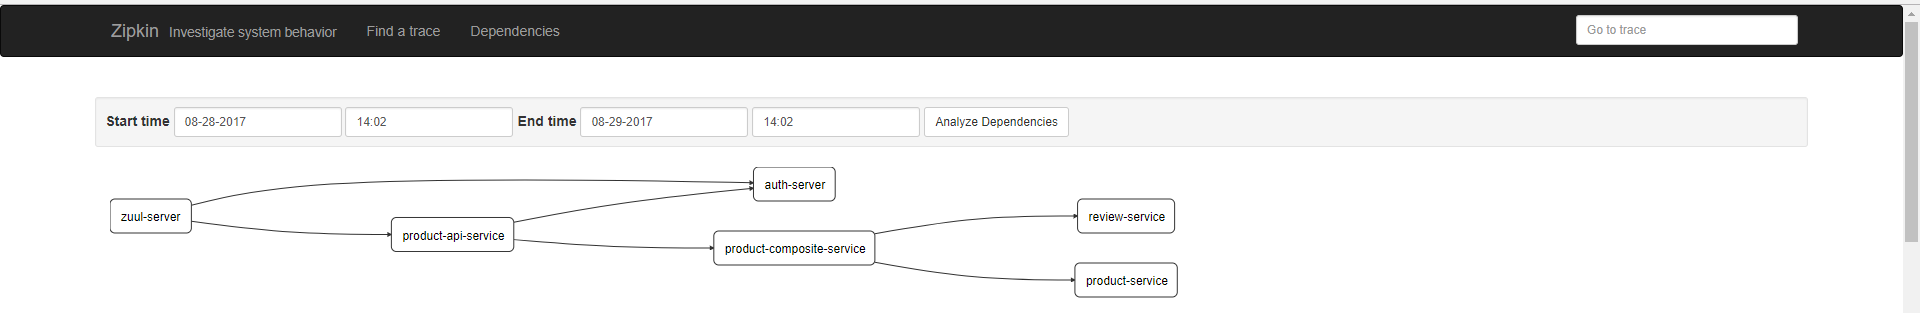 Zipkin Investigate system behavior Find a trace Dependencies Go to trace
Start time 08-28-2017 14:02 End time 08-29-2017 14:02 Analyze Dependencies
auth-server
zuul-server
review-service
product-api-service
product-composite-service
product-service